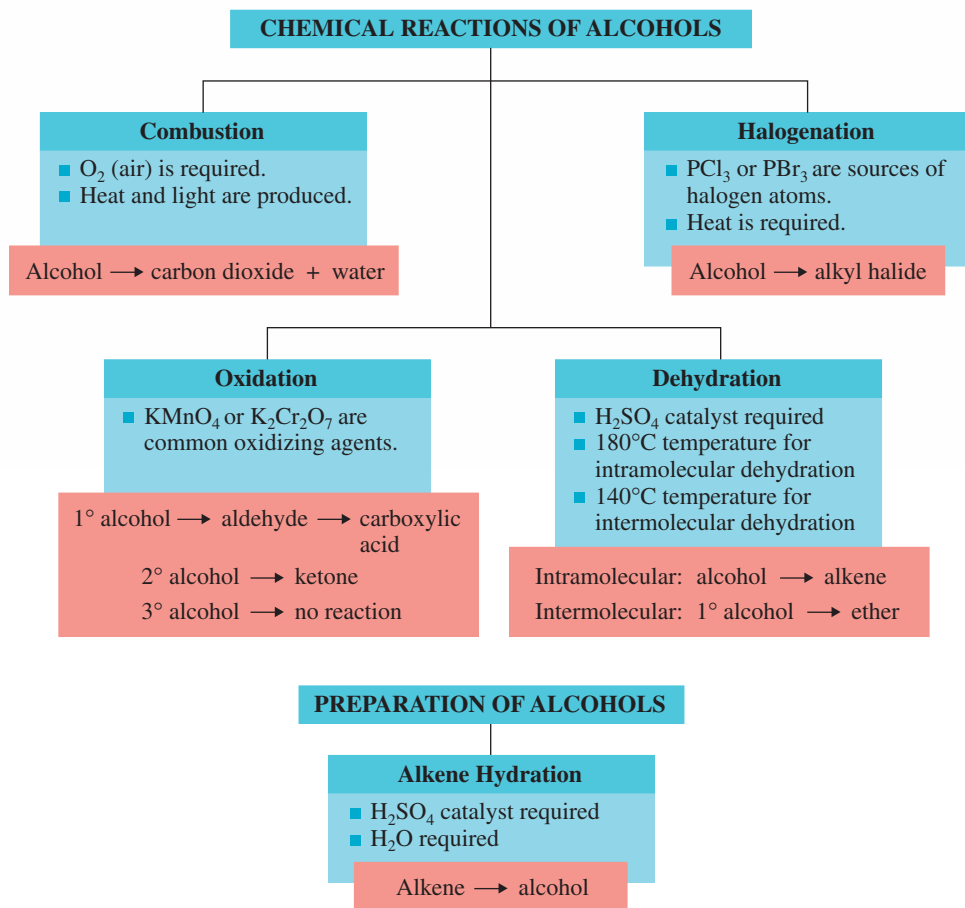 CHEMICAL REACTIONS OF ALCOHOLS
Combustion
O₂ (air) is required.
Heat and light are produced.
Alcohol → carbon dioxide + water
Halogenation
PCl₃ or PBr₃ are sources of
halogen atoms.
Heat is required.
Alcohol → alkyl halide
Oxidation
KMnO₄ or K₂Cr₂O₇ are
common oxidizing agents.
1° alcohol → aldehyde → carboxylic
acid
2° alcohol → ketone
3° alcohol → no reaction
Dehydration
H₂SO₄ catalyst required
180°C temperature for
intramolecular dehydration
140°C temperature for
intermolecular dehydration
Intramolecular: alcohol → alkene
Intermolecular: 1° alcohol → ether
PREPARATION OF ALCOHOLS
Alkene Hydration
H₂SO₄ catalyst required
H₂O required
Alkene → alcohol